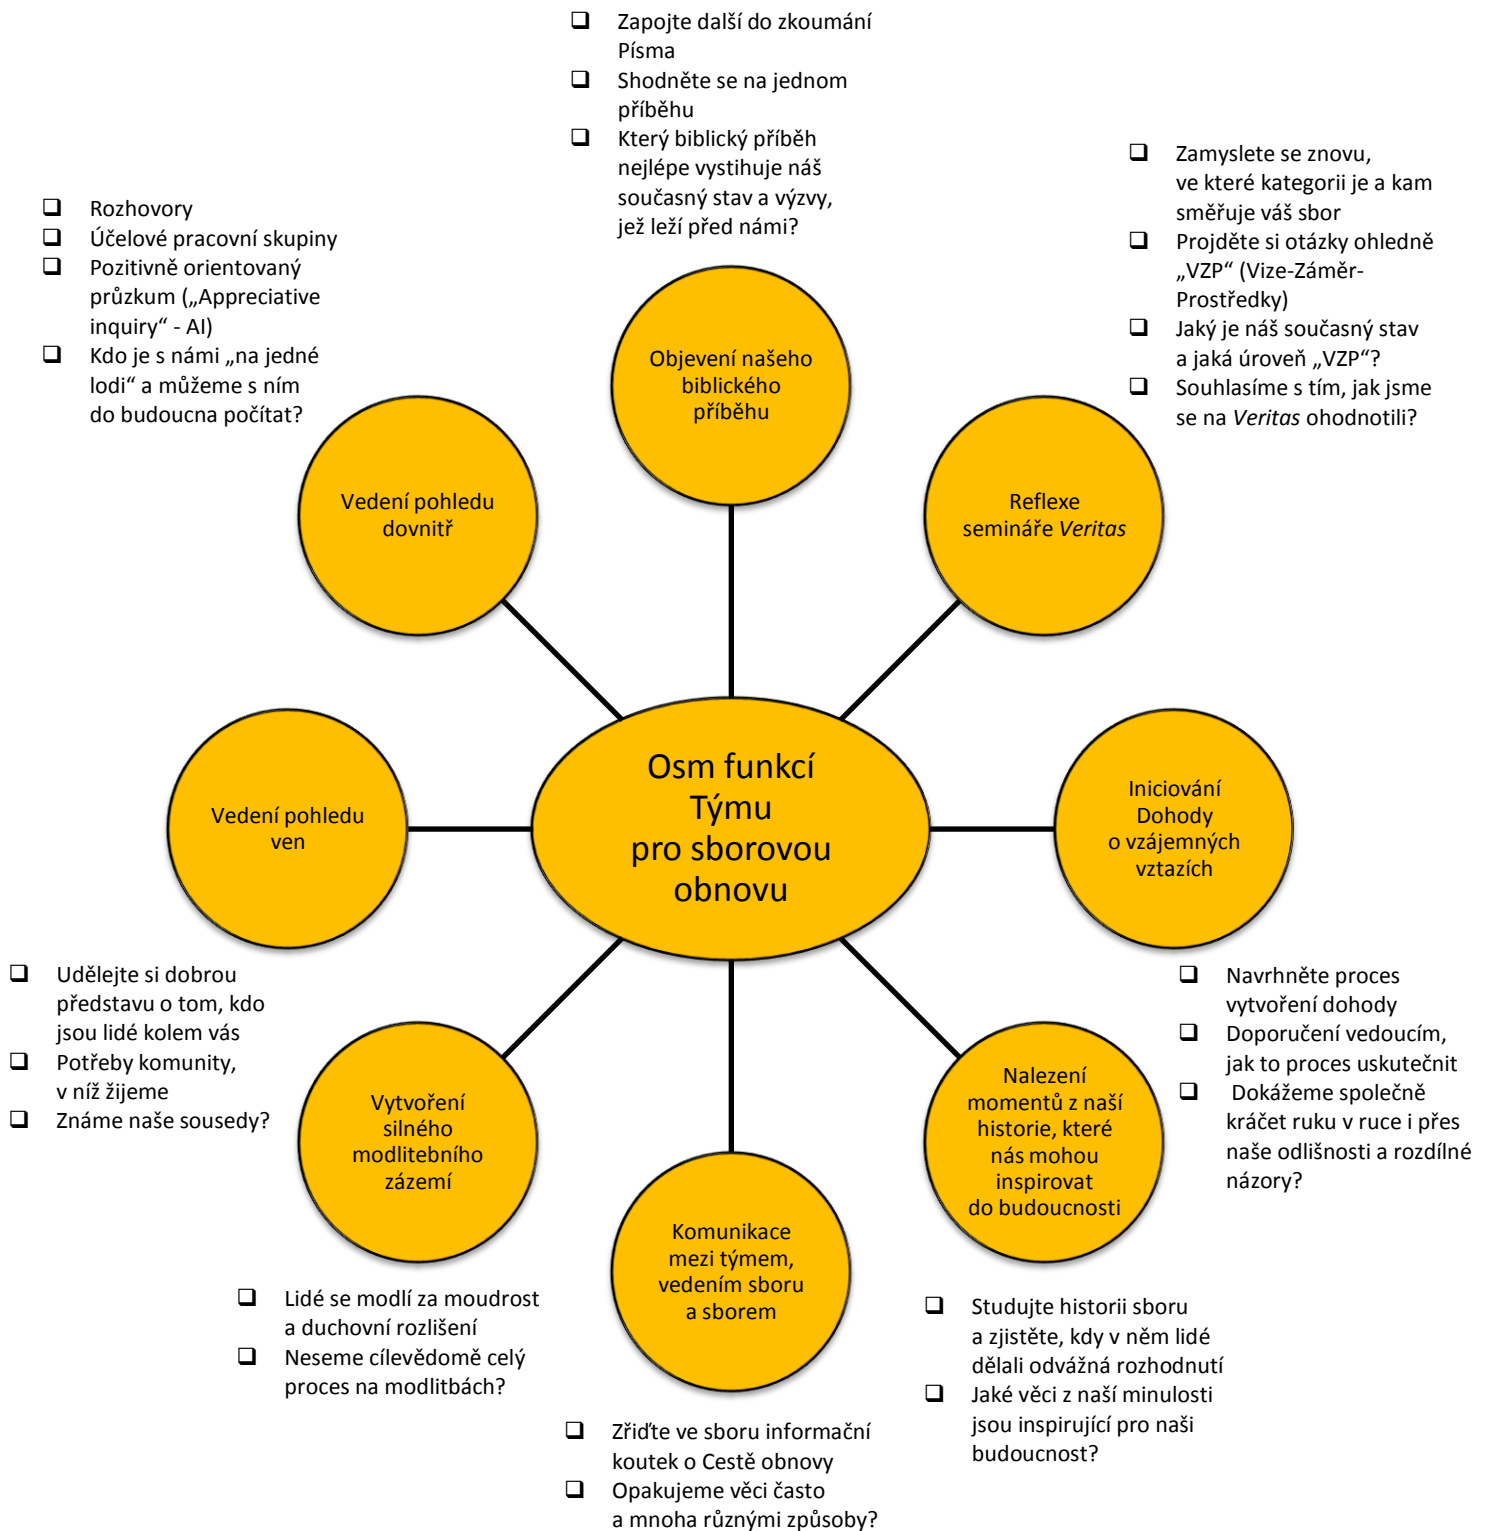 ❑ Zapojte další do zkoumání
Písma
❑ Shodněte se na jednom
příběhu
❑ Který biblický příběh
nejlépe vystihuje náš
současný stav a výzvy,
jež leží před námi?
❑ Zamyslete se znovu,
ve které kategorii je a kam
směřuje váš sbor
❑ Projděte si otázky ohledně
„VZP“ (Vize-Záměr-
Prostředky)
❑ Jaký je náš současný stav
a jaká úroveň „VZP“?
❑ Souhlasíme s tím, jak jsme
se na Veritas ohodnotili?
❑ Rozhovory
❑ Účelové pracovní skupiny
❑ Pozitivně orientovaný
průzkum („Appreciative
inquiry“ - AI)
❑ Kdo je s námi „na jedné
lodi“ a můžeme s ním
do budoucna počítat?
Objevení našeho
biblického
příběhu
Vedení pohledu
dovnitř
Reflexe
semináře Veritas
Osm funkcí
Týmu
pro sborovou
obnovu
Vedení pohledu
ven
Iniciování
Dohody
o vzájemných
vztazích
❑ Udělejte si dobrou
představu o tom, kdo
jsou lidé kolem vás
❑ Potřeby komunity,
v níž žijeme
❑ Známe naše sousedy?
❑ Navrhněte proces
vytvoření dohody
❑ Doporučení vedoucím,
jak to proces uskutečnit
❑ Dokážeme společně
kráčet ruku v ruce i přes
naše odlišnosti a rozdílné
názory?
Vytvoření
silného
modlitebního
zázemí
Nalezení
momentů z naší
historie, které
nás mohou
inspirovat
do budoucnosti
Komunikace
mezi týmem,
vedením sboru
a sborem
❑ Lidé se modlí za moudrost
a duchovní rozlišení
❑ Neseme cílevědomě celý
proces na modlitbách?
❑ Studujte historii sboru
a zjistěte, kdy v něm lidé
dělali odvážná rozhodnutí
❑ Jaké věci z naší minulosti
jsou inspirující pro naši
budoucnost?
❑ Zřiďte ve sboru informační
koutek o Cestě obnovy
❑ Opakujeme věci často
a mnoha různými způsoby?